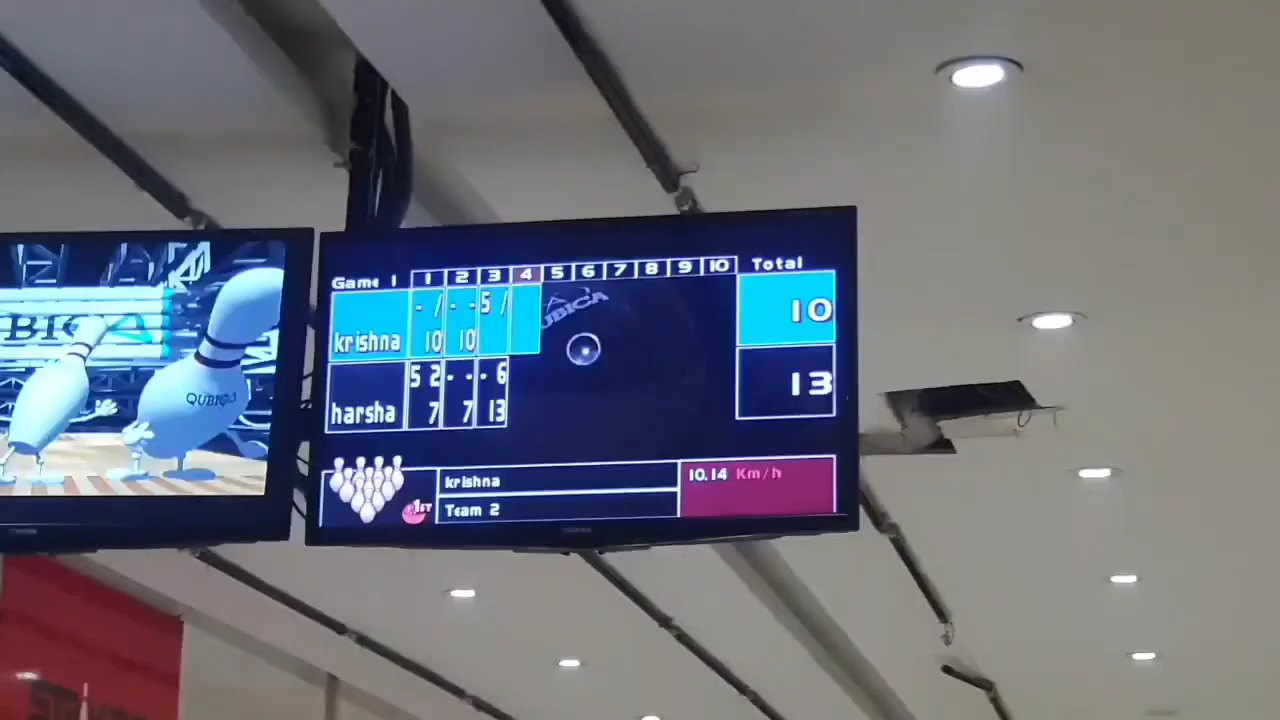 Game 1 1 2 3 4 5 6 7 8 9 10 Total
- / - - 5 /
krishna 10 10 10
5 2 - - - 6
harsha 7 7 13 13
QUBICA
krishna
Team 2
1ST
10.14 Km/h